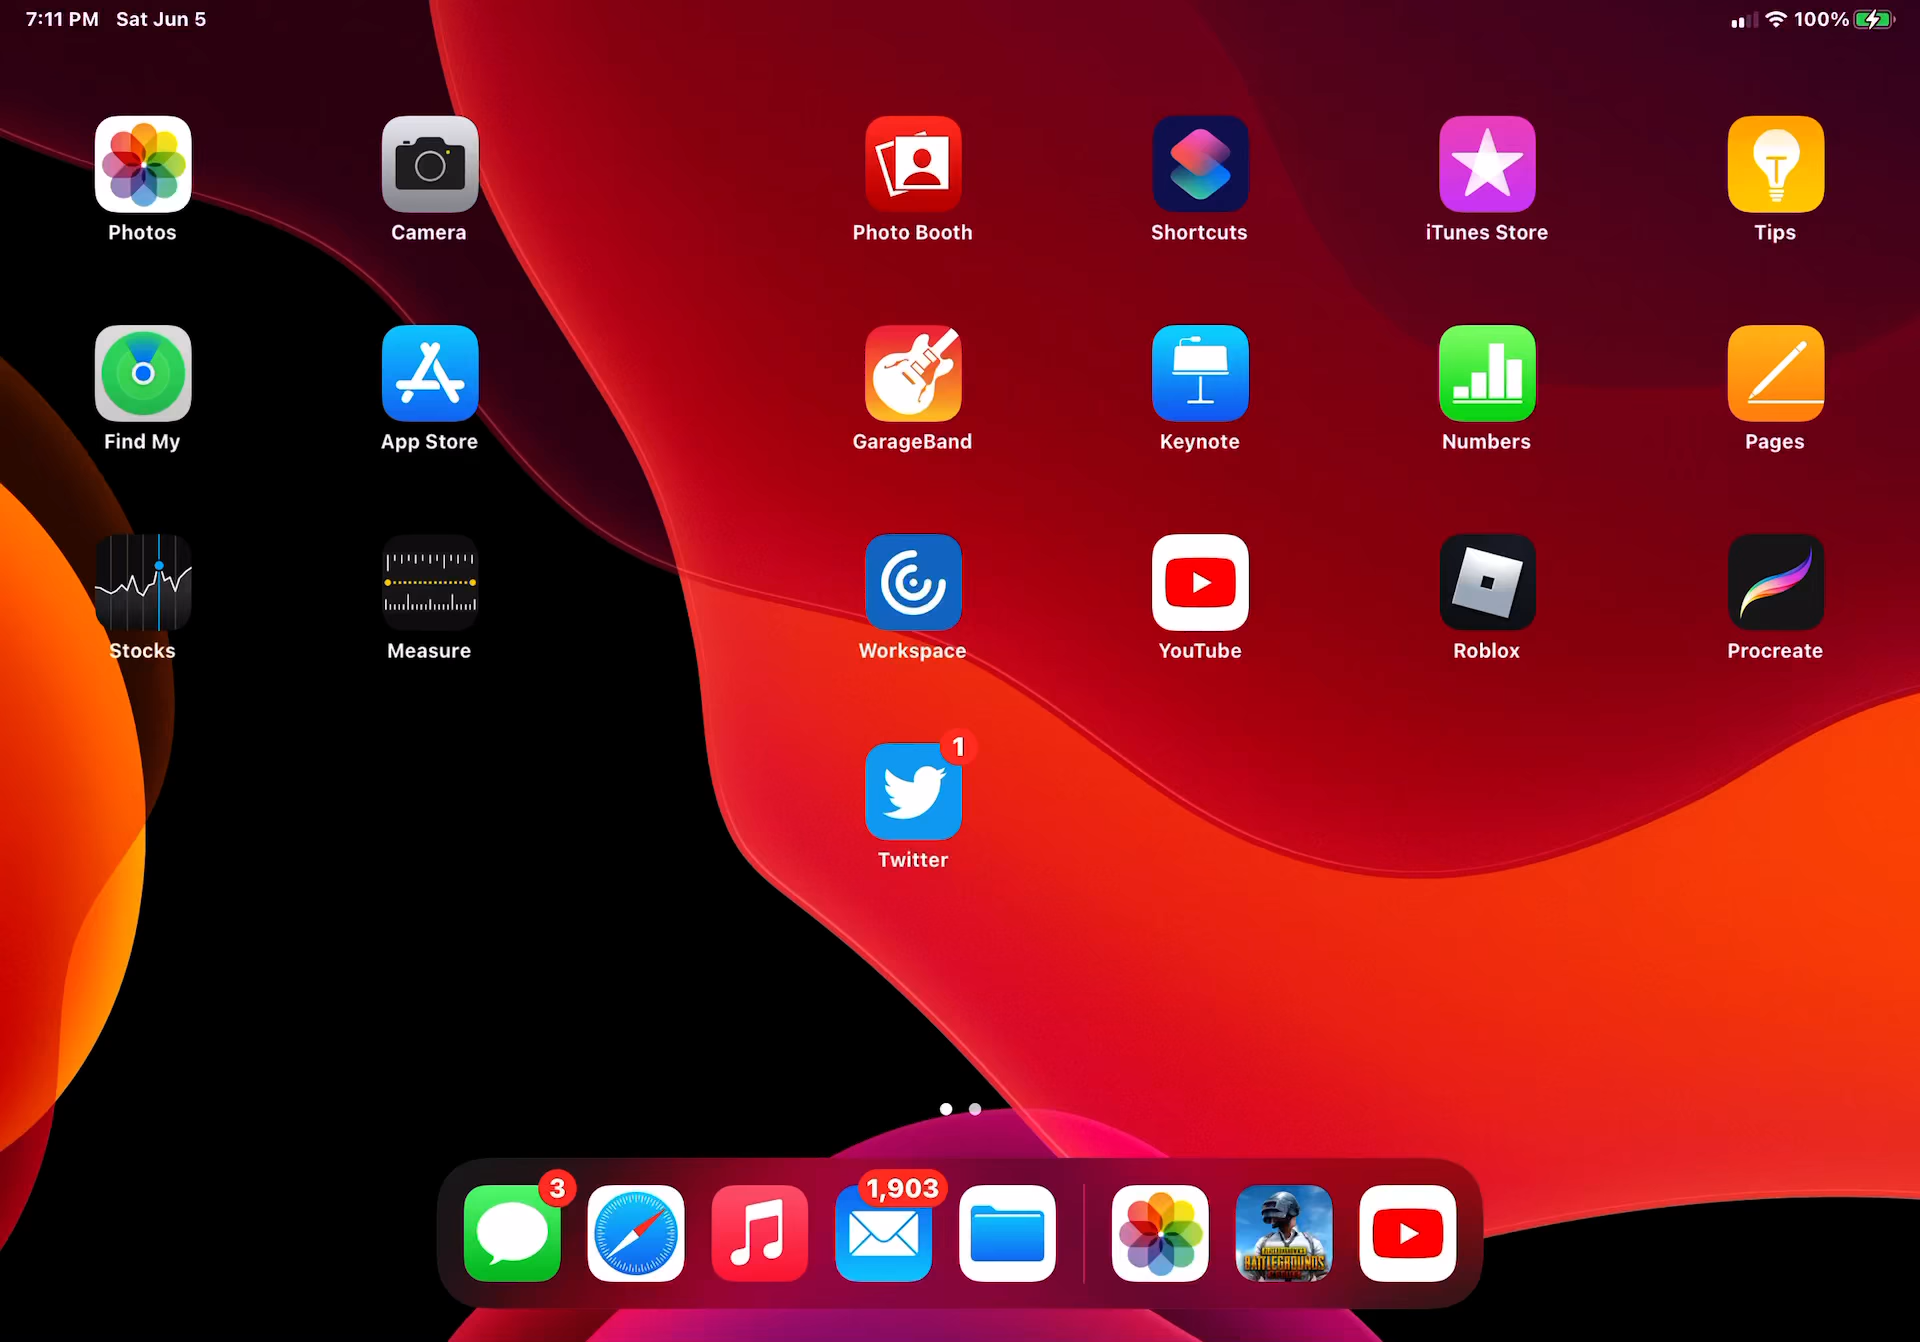 7:11 PM Sat Jun 5
100%
Photos
Camera
Photo Booth
Shortcuts
iTunes Store
Tips
Find My
App Store
GarageBand
Keynote
Numbers
Pages
Stocks
Measure
Workspace
YouTube
Roblox
Procreate
1
Twitter
3
1,903
BATTLEGROUNDS